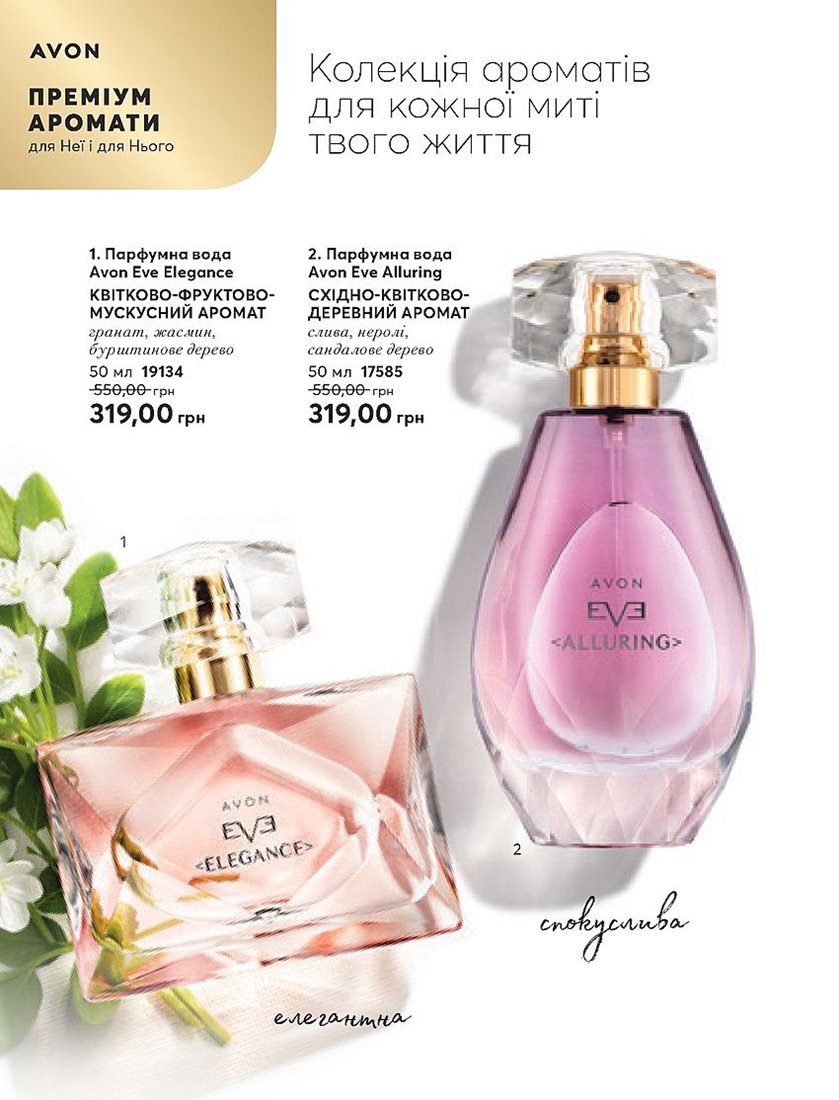 AVON
ПРЕМІУМ
АРОМАТИ
для Неї і для Нього
Колекція ароматів
для кожної миті
твого життя
1. Парфумна вода
Avon Eve Elegance
КВІТКОВО-ФРУКТОВО-
МУСКУСНИЙ АРОМАТ
гранат, жасмин,
бурштинове дерево
50 мл 19134
550,00 грн
319,00 грн
2. Парфумна вода
Avon Eve Alluring
СХІДНО-КВІТКОВО-
ДЕРЕВНИЙ АРОМАТ
слива, неролі,
сандалове дерево
50 мл 17585
550,00 грн
319,00 грн
1
AVON
EVE
<ALLURING>
AVON
EVE
<ELEGANCE>
2
спокуслива
елегантна